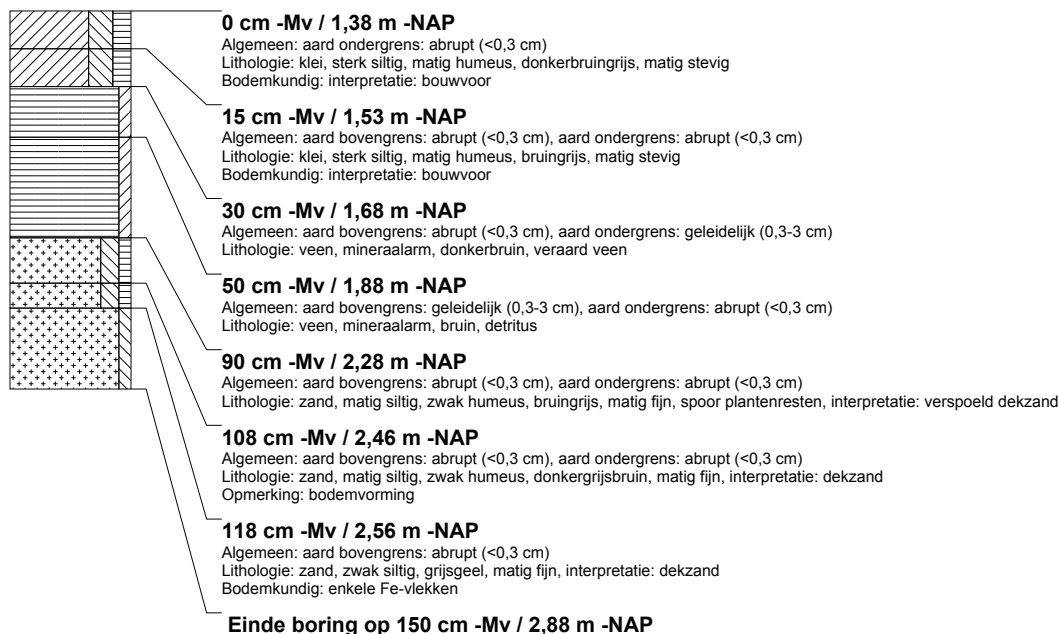 0 cm -Mv / 1,38 m -NAP
Algemeen: aard ondergrens: abrupt (<0,3 cm)
Lithologie: klei, sterk siltig, matig humeus, donkerbruingrijs, matig stevig
Bodemkundig: interpretatie: bouwvoor
15 cm -Mv / 1,53 m -NAP
Algemeen: aard bovengrens: abrupt (<0,3 cm), aard ondergrens: abrupt (<0,3 cm)
Lithologie: klei, sterk siltig, matig humeus, bruingrijs, matig stevig
Bodemkundig: interpretatie: bouwvoor
30 cm -Mv / 1,68 m -NAP
Algemeen: aard bovengrens: abrupt (<0,3 cm), aard ondergrens: geleidelijk (0,3-3 cm)
Lithologie: veen, mineraalarm, donkerbruin, veraard veen
50 cm -Mv / 1,88 m -NAP
Algemeen: aard bovengrens: geleidelijk (0,3-3 cm), aard ondergrens: abrupt (<0,3 cm)
Lithologie: veen, mineraalarm, bruin, detritus
90 cm -Mv / 2,28 m -NAP
Algemeen: aard bovengrens: abrupt (<0,3 cm), aard ondergrens: abrupt (<0,3 cm)
Lithologie: zand, matig siltig, zwak humeus, bruingrijs, matig fijn, spoor plantenresten, interpretatie: verspoeld dekzand
108 cm -Mv / 2,46 m -NAP
Algemeen: aard bovengrens: abrupt (<0,3 cm), aard ondergrens: abrupt (<0,3 cm)
Lithologie: zand, matig siltig, zwak humeus, donkergrijsbruin, matig fijn, interpretatie: dekzand
Opmerking: bodemvorming
118 cm -Mv / 2,56 m -NAP
Algemeen: aard bovengrens: abrupt (<0,3 cm)
Lithologie: zand, zwak siltig, grijsgeel, matig fijn, interpretatie: dekzand
Bodemkundig: enkele Fe-vlekken
Einde boring op 150 cm -Mv / 2,88 m -NAP